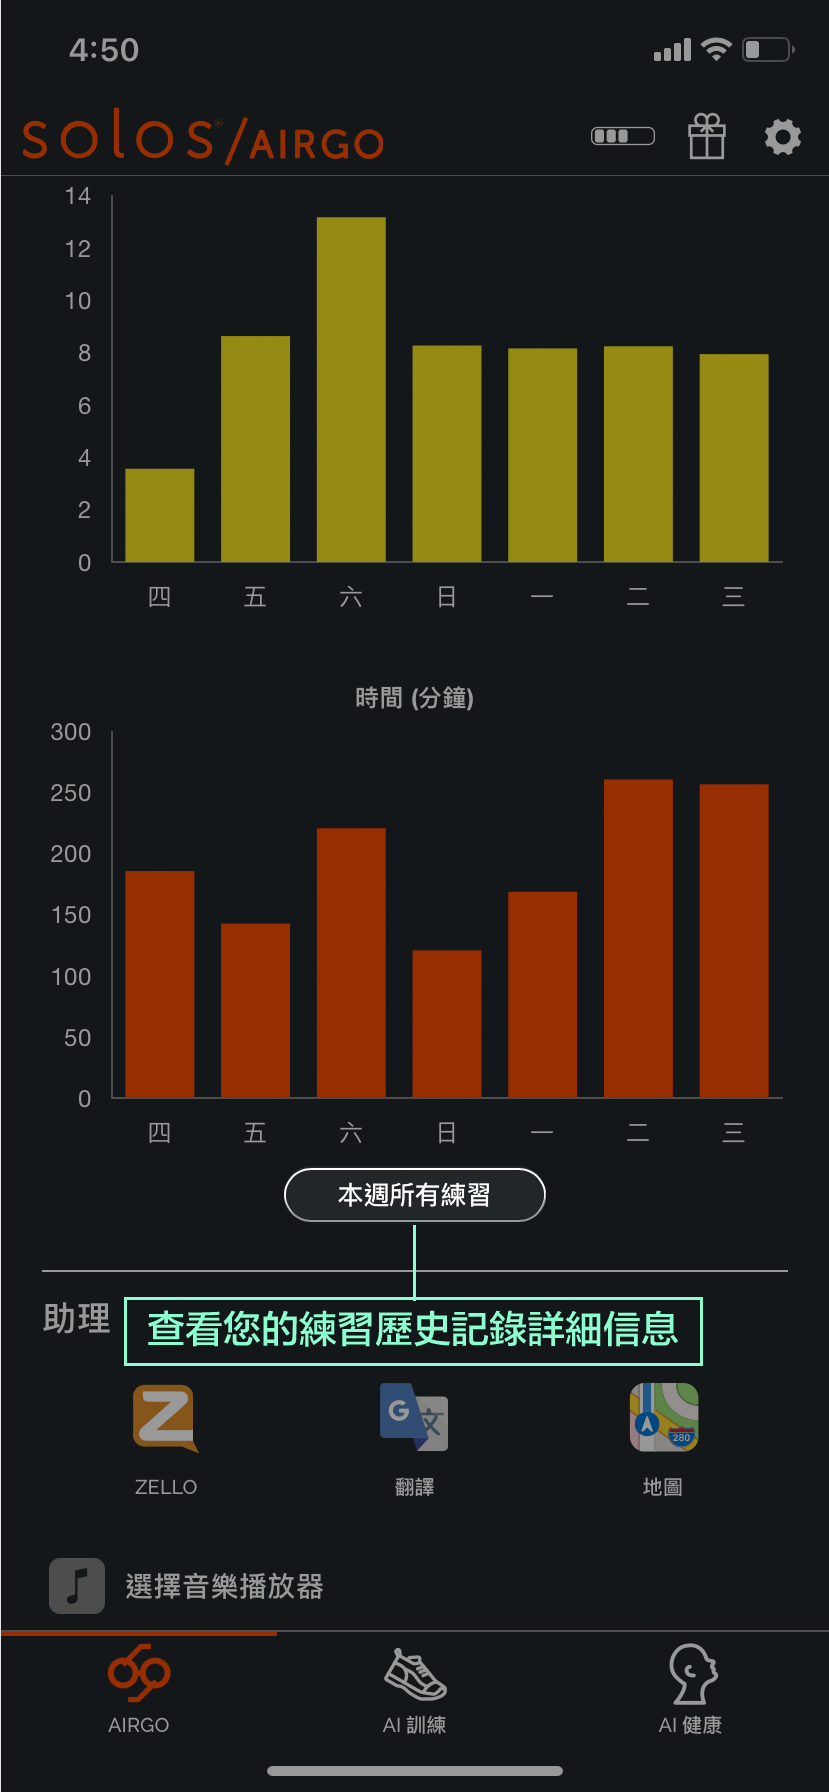 4:50
solos®/AIRGO
14
12
10
8
6
4
2
0
四 五 六 日 一 二 三
時間 (分鐘)
300
250
200
150
100
50
0
四 五 六 日 一 二 三
本週所有練習
助理
查看您的練習歷史記錄詳細信息
G 文
280
ZELLO 翻譯 地圖
選擇音樂播放器
AIRGO AI 訓練 AI 健康